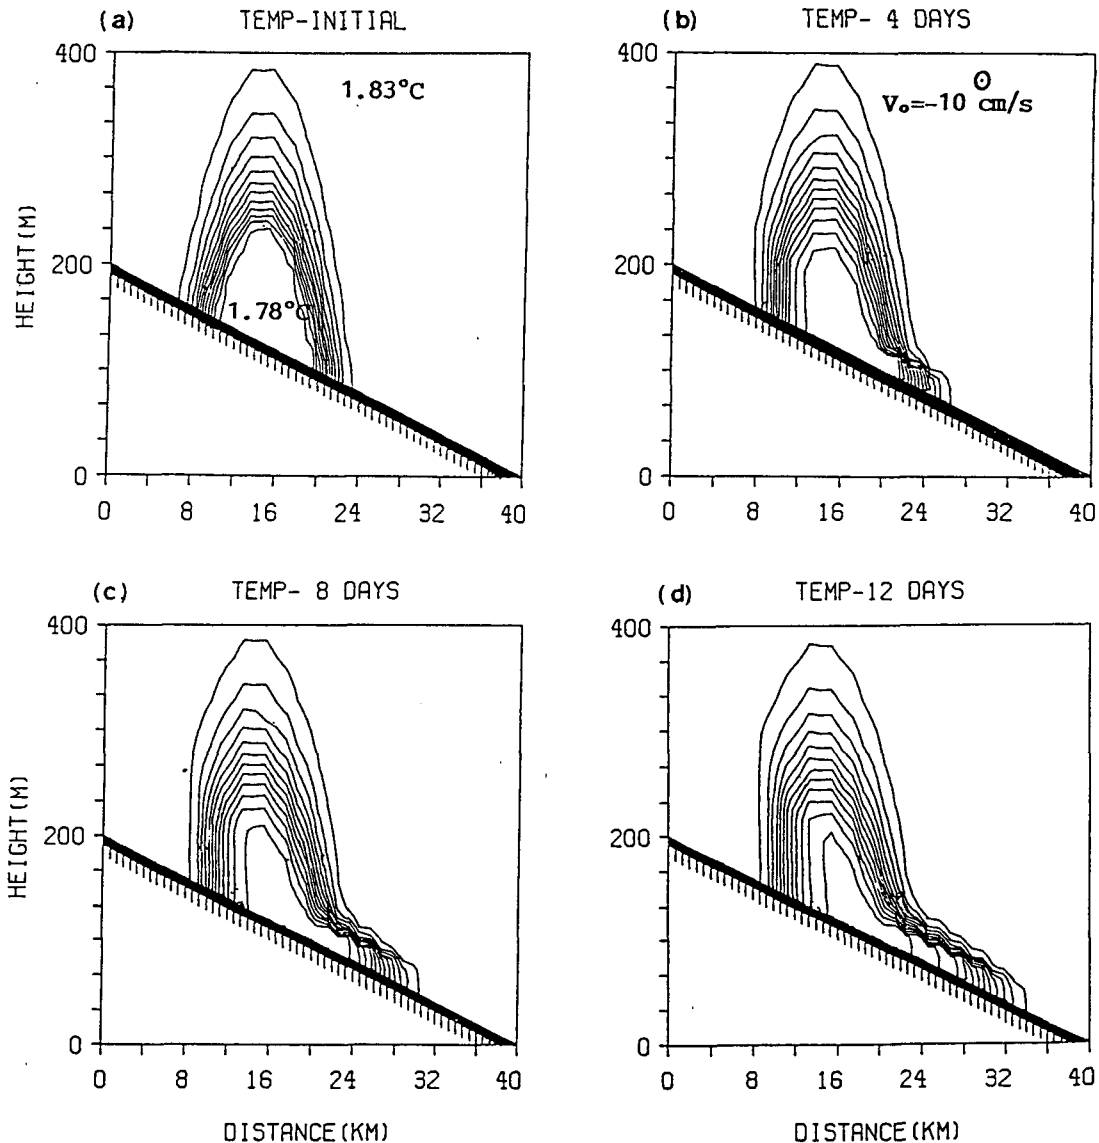 (a) TEMP-INITIAL
400
1.83°C
HEIGHT(M)
200
1.78°C
0
0 8 16 24 32 40
(b) TEMP- 4 DAYS
400
⊙
Vo=-10 cm/s
200
0
0 8 16 24 32 40
(c) TEMP- 8 DAYS
400
HEIGHT(M)
200
0
0 8 16 24 32 40
DISTANCE(KM)
(d) TEMP-12 DAYS
400
200
0
0 8 16 24 32 40
DISTANCE(KM)